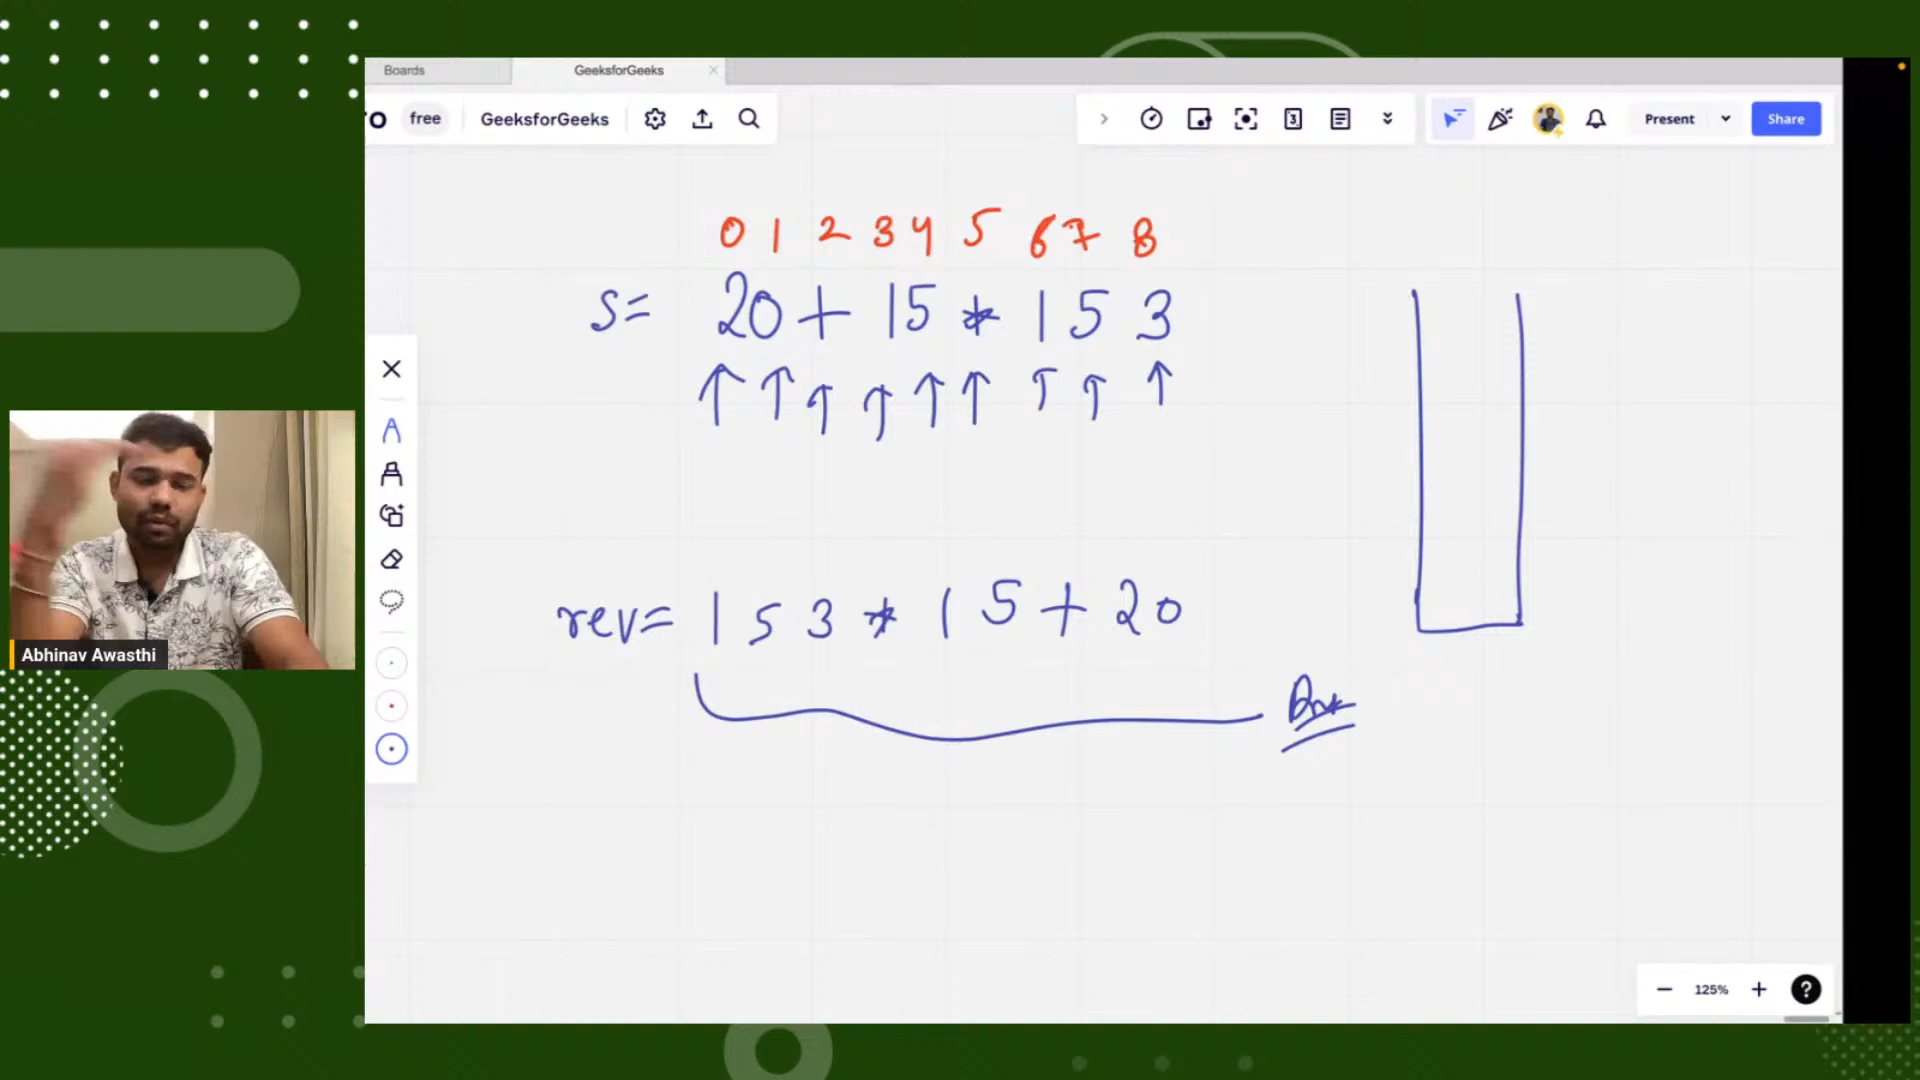 Boards GeeksforGeeks
free GeeksforGeeks Present Share
0 1 2 3 4 5 6 7 8
s= 20+15*153
rev= 153*15+20
Abhinav Awasthi
125%